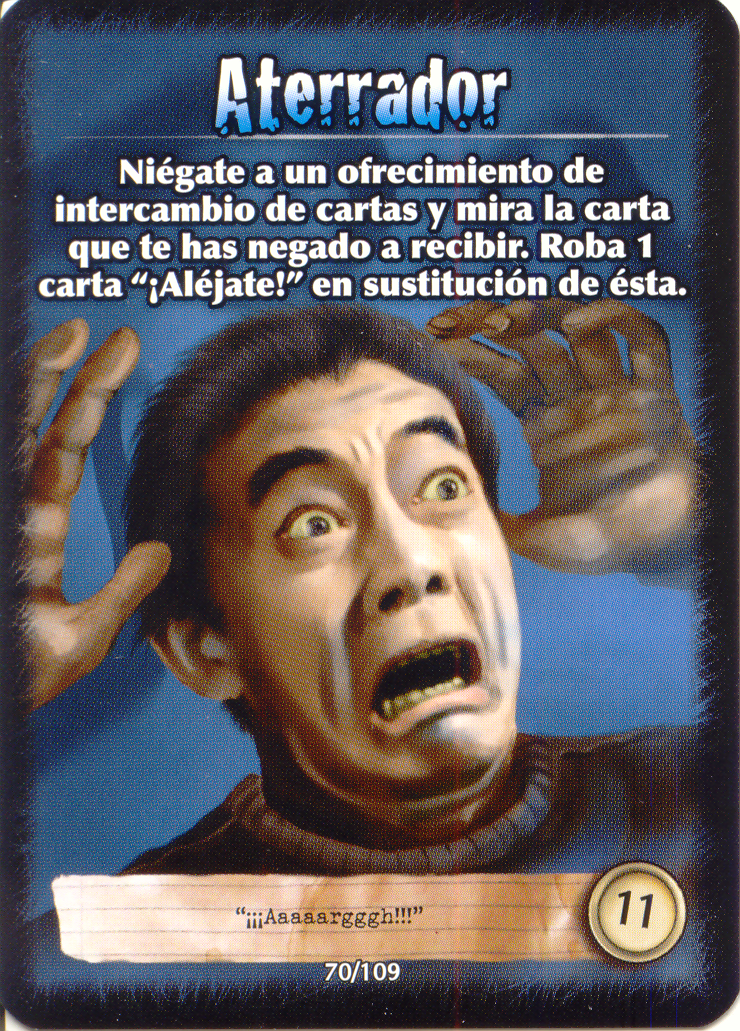 Aterrador
Niégate a un ofrecimiento de
intercambio de cartas y mira la carta
que te has negado a recibir. Roba 1
carta “¡Aléjate!” en sustitución de ésta.
“¡¡¡Aaaaargggh!!!”
11
70/109